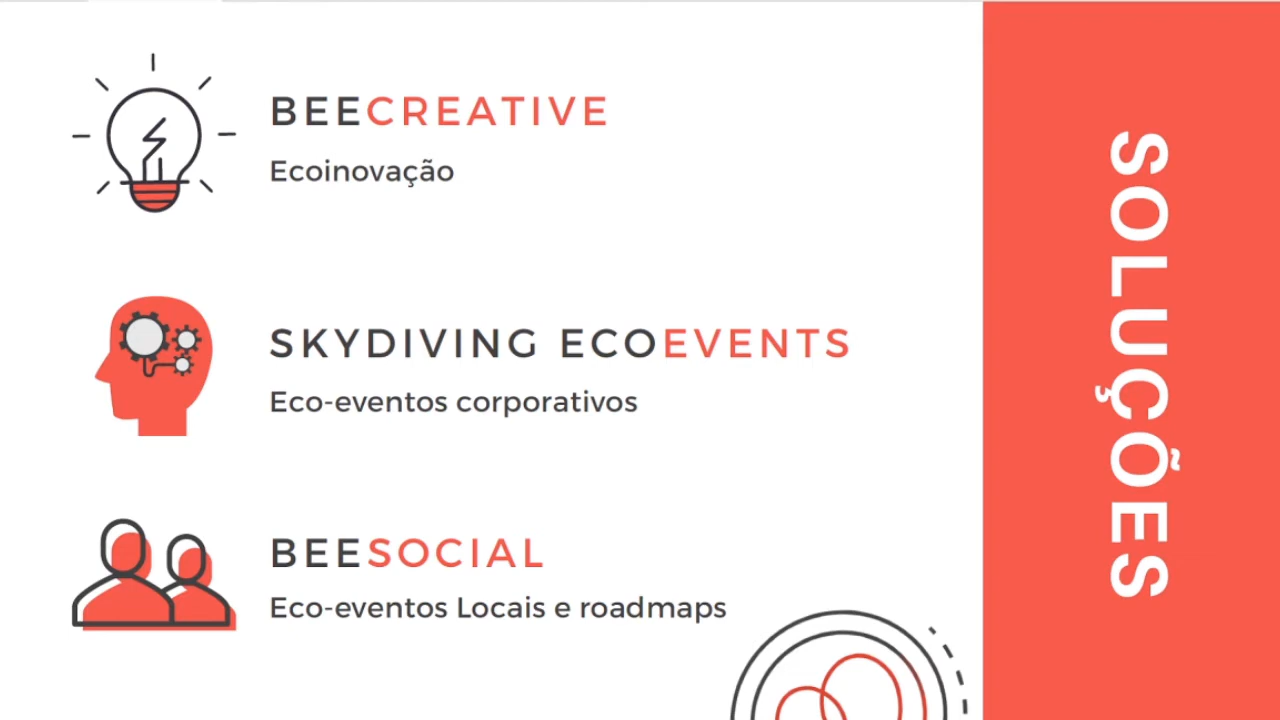 BEECREATIVE
Ecoinovação
SKYDIVING ECOEVENTS
Eco-eventos corporativos
BEESOCIAL
Eco-eventos Locais e roadmaps
SOLUÇÕES